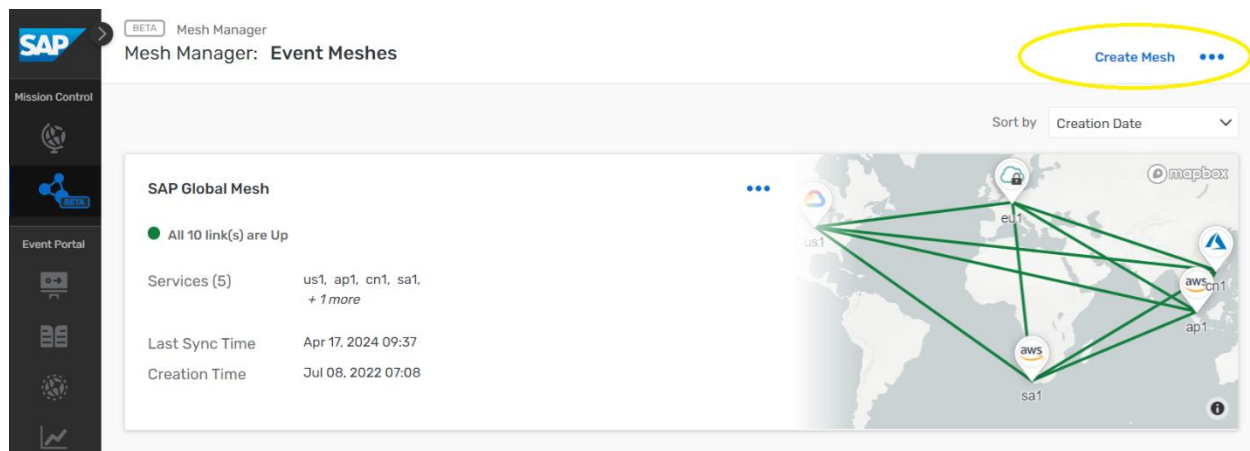 SAP
BETA Mesh Manager
Mesh Manager: Event Meshes
Create Mesh
Mission Control
BETA
Event Portal
Sort by Creation Date
SAP Global Mesh
All 10 link(s) are Up
Services (5) us1, ap1, cn1, sa1,
+ 1 more
Last Sync Time Apr 17, 2024 09:37
Creation Time Jul 08, 2022 07:08
mapbox
eu1
us1
aws
cn1
ap1
aws
sa1